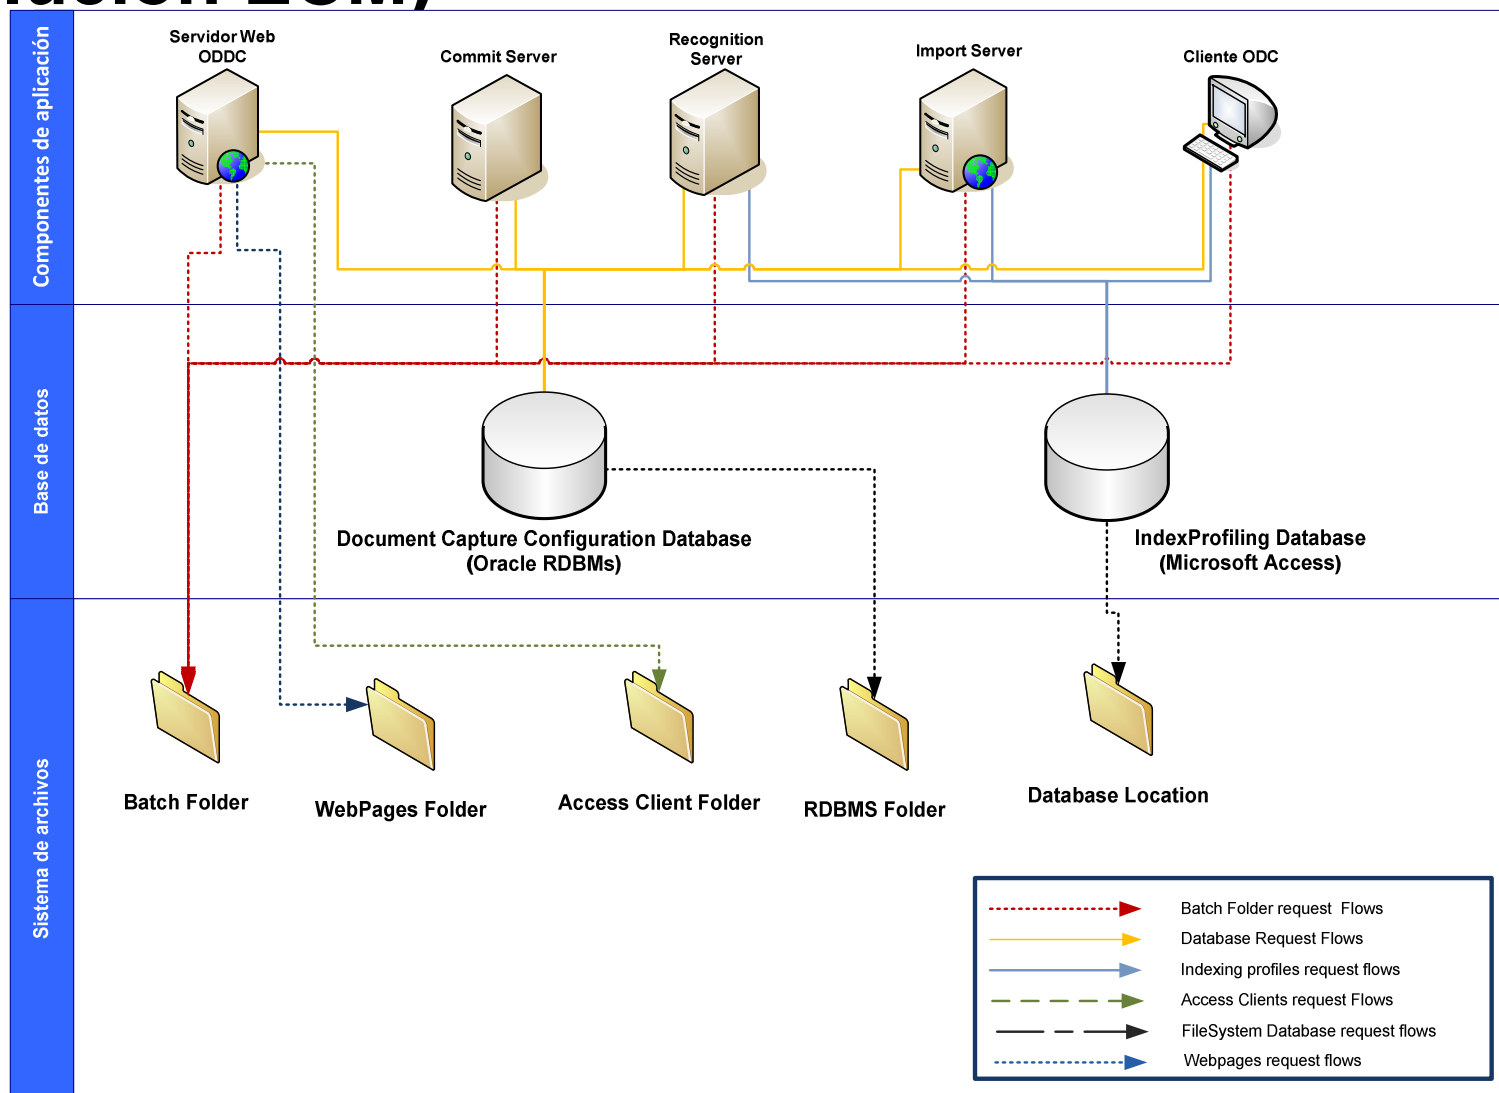 Servidor Web
ODDC
Commit Server
Recognition
Server
Import Server
Cliente ODC
Componentes de aplicación
Base de datos
Document Capture Configuration Database
(Oracle RDBMs)
IndexProfiling Database
(Microsoft Access)
Sistema de archivos
Batch Folder
WebPages Folder
Access Client Folder
RDBMS Folder
Database Location
Batch Folder request Flows
Database Request Flows
Indexing profiles request flows
Access Clients request Flows
FileSystem Database request flows
Webpages request flows